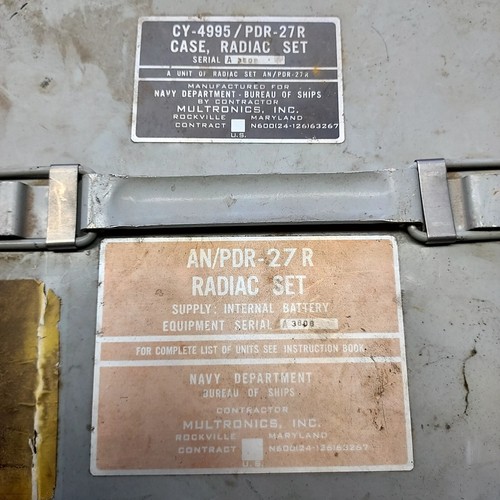 CY-4995/PDR-27R
CASE, RADIAC SET
SERIAL A
A UNIT OF RADIAC SET AN/PDR-27R
MANUFACTURED FOR
NAVY DEPARTMENT - BUREAU OF SHIPS
BY CONTRACTOR
MULTRONICS, INC.
ROCKVILLE MARYLAND
CONTRACT N600(24-126)63267
U.S.
AN/PDR-27R
RADIAC SET
SUPPLY: INTERNAL BATTERY
EQUIPMENT SERIAL A3808
FOR COMPLETE LIST OF UNITS SEE INSTRUCTION BOOK
NAVY DEPARTMENT
BUREAU OF SHIPS
CONTRACTOR
MULTRONICS, INC.
ROCKVILLE MARYLAND
CONTRACT N600(24-126)63267
U.S.